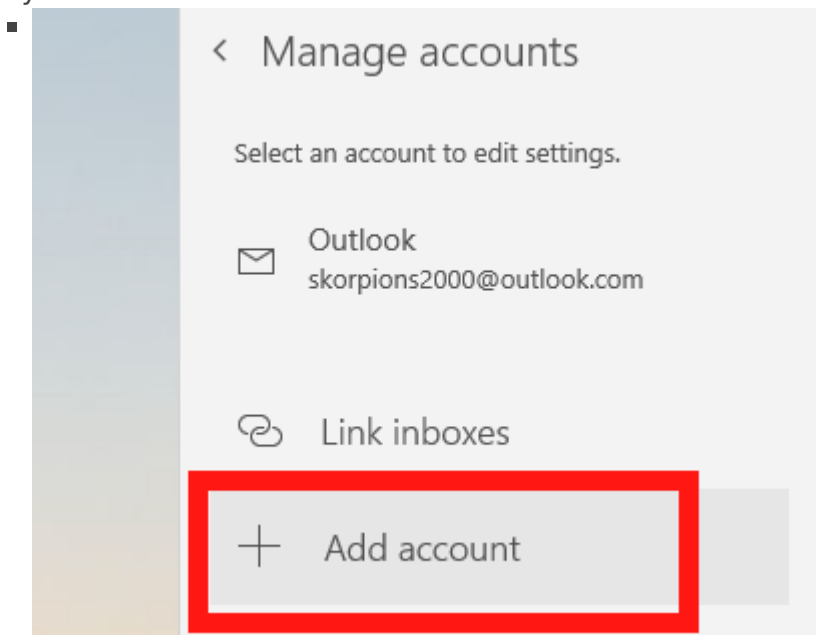 Manage accounts
Select an account to edit settings.
Outlook
skorpions2000@outlook.com
Link inboxes
Add account